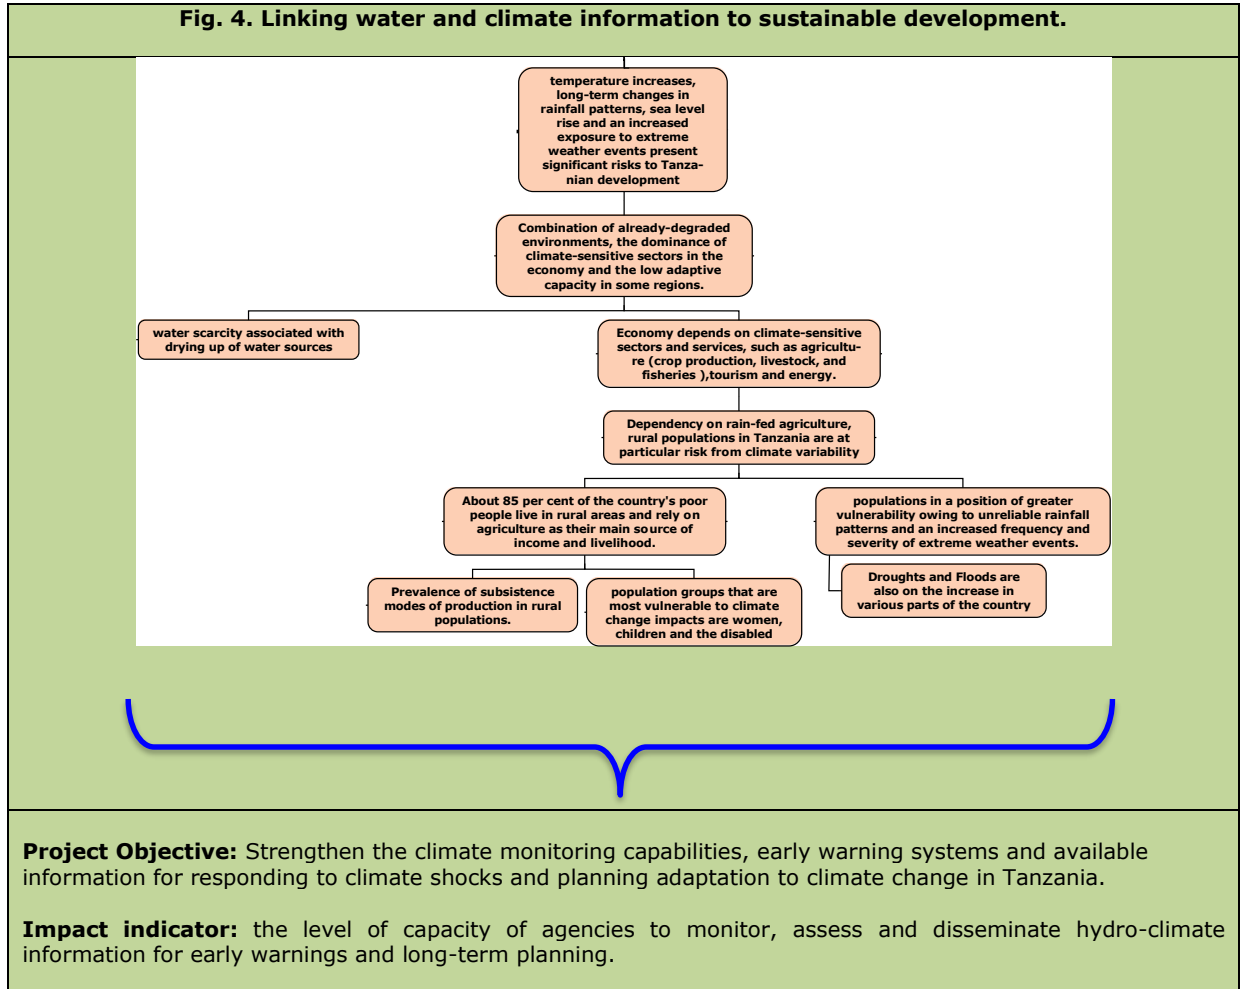 Fig. 4. Linking water and climate information to sustainable development.
temperature increases,
long-term changes in
rainfall patterns, sea level
rise and an increased
exposure to extreme
weather events present
significant risks to Tanza-
nian development
Combination of already-degraded
environments, the dominance of
climate-sensitive sectors in the
economy and the low adaptive
capacity in some regions.
water scarcity associated with
drying up of water sources
Economy depends on climate-sensitive
sectors and services, such as agricultu-
re (crop production, livestock, and
fisheries ),tourism and energy.
Dependency on rain-fed agriculture,
rural populations in Tanzania are at
particular risk from climate variability
About 85 per cent of the country's poor
people live in rural areas and rely on
agriculture as their main source of
income and livelihood.
populations in a position of greater
vulnerability owing to unreliable rainfall
patterns and an increased frequency and
severity of extreme weather events.
Prevalence of subsistence
modes of production in rural
populations.
population groups that are
most vulnerable to climate
change impacts are women,
children and the disabled
Droughts and Floods are
also on the increase in
various parts of the country
Project Objective: Strengthen the climate monitoring capabilities, early warning systems and available
information for responding to climate shocks and planning adaptation to climate change in Tanzania.
Impact indicator: the level of capacity of agencies to monitor, assess and disseminate hydro-climate
information for early warnings and long-term planning.